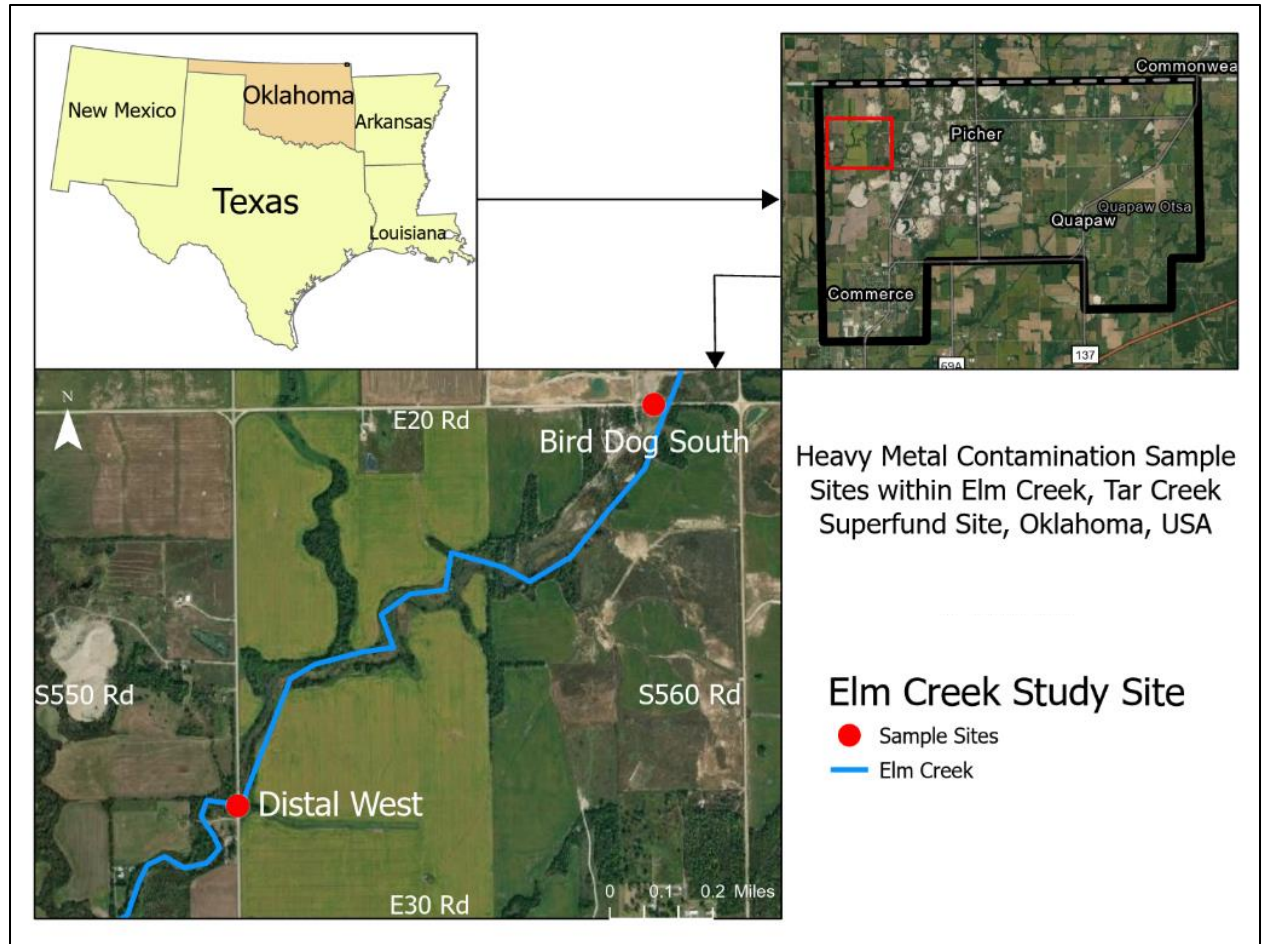 New Mexico
Oklahoma
Arkansas
Texas
Louisiana
Commonwea
Picher
Quapaw Otsa
Quapaw
Commerce
69A
137
N
E20 Rd
Bird Dog South
S550 Rd
S560 Rd
Distal West
0 0.1 0.2 Miles
E30 Rd
Heavy Metal Contamination Sample
Sites within Elm Creek, Tar Creek
Superfund Site, Oklahoma, USA
Elm Creek Study Site
Sample Sites
Elm Creek